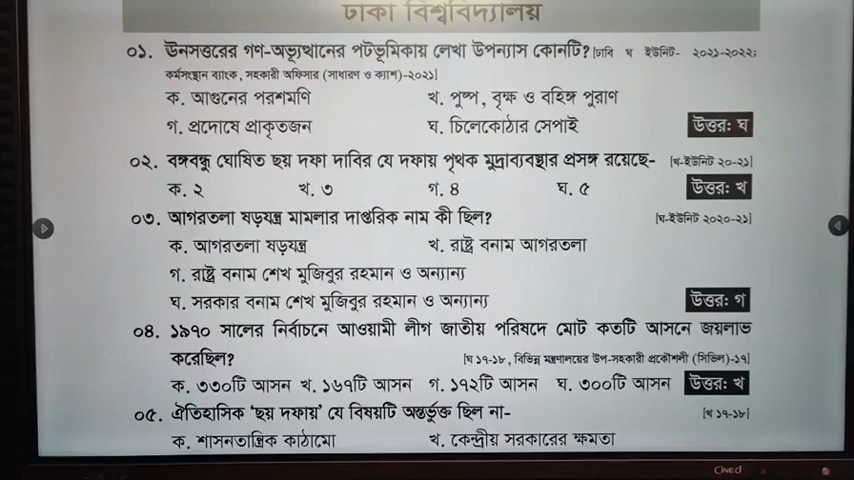 ঢাকা বিশ্ববিদ্যালয়
০১. ঊনসত্তরের গণ-অভ্যুত্থানের পটভূমিকায় লেখা উপন্যাস কোনটি? [ঢাবি ঘ ইউনিট- ২০২১-২০২২;
কর্মসংস্থান ব্যাংক, সহকারী অফিসার (সাধারণ ও ক্যাশ)-২০২১]
ক. আগুনের পরশমণি খ. পুষ্প, বৃক্ষ ও বহিঙ্গ পুরাণ
গ. প্রদোষে প্রাকৃতজন ঘ. চিলেকোঠার সেপাই উত্তর: ঘ
০২. বঙ্গবন্ধু ঘোষিত ছয় দফা দাবির যে দফায় পৃথক মুদ্রাব্যবস্থার প্রসঙ্গ রয়েছে- [খ-ইউনিট ২০-২১]
ক. ২ খ. ৩ গ. ৪ ঘ. ৫ উত্তর: খ
০৩. আগরতলা ষড়যন্ত্র মামলার দাপ্তরিক নাম কী ছিল? [ঘ-ইউনিট ২০২০-২১]
ক. আগরতলা ষড়যন্ত্র খ. রাষ্ট্র বনাম আগরতলা
গ. রাষ্ট্র বনাম শেখ মুজিবুর রহমান ও অন্যান্য
ঘ. সরকার বনাম শেখ মুজিবুর রহমান ও অন্যান্য উত্তর: গ
০৪. ১৯৭০ সালের নির্বাচনে আওয়ামী লীগ জাতীয় পরিষদে মোট কতটি আসনে জয়লাভ
করেছিল? [ঘ ১৭-১৮, বিভিন্ন মন্ত্রণালয়ের উপ-সহকারী প্রকৌশলী (সিভিল)-১৭]
ক. ৩৩০টি আসন খ. ১৬৭টি আসন গ. ১৭২টি আসন ঘ. ৩০০টি আসন উত্তর: খ
০৫. ঐতিহাসিক 'ছয় দফায়' যে বিষয়টি অন্তর্ভুক্ত ছিল না- [খ ১৭-১৮]
ক. শাসনতান্ত্রিক কাঠামো খ. কেন্দ্রীয় সরকারের ক্ষমতা
CineD